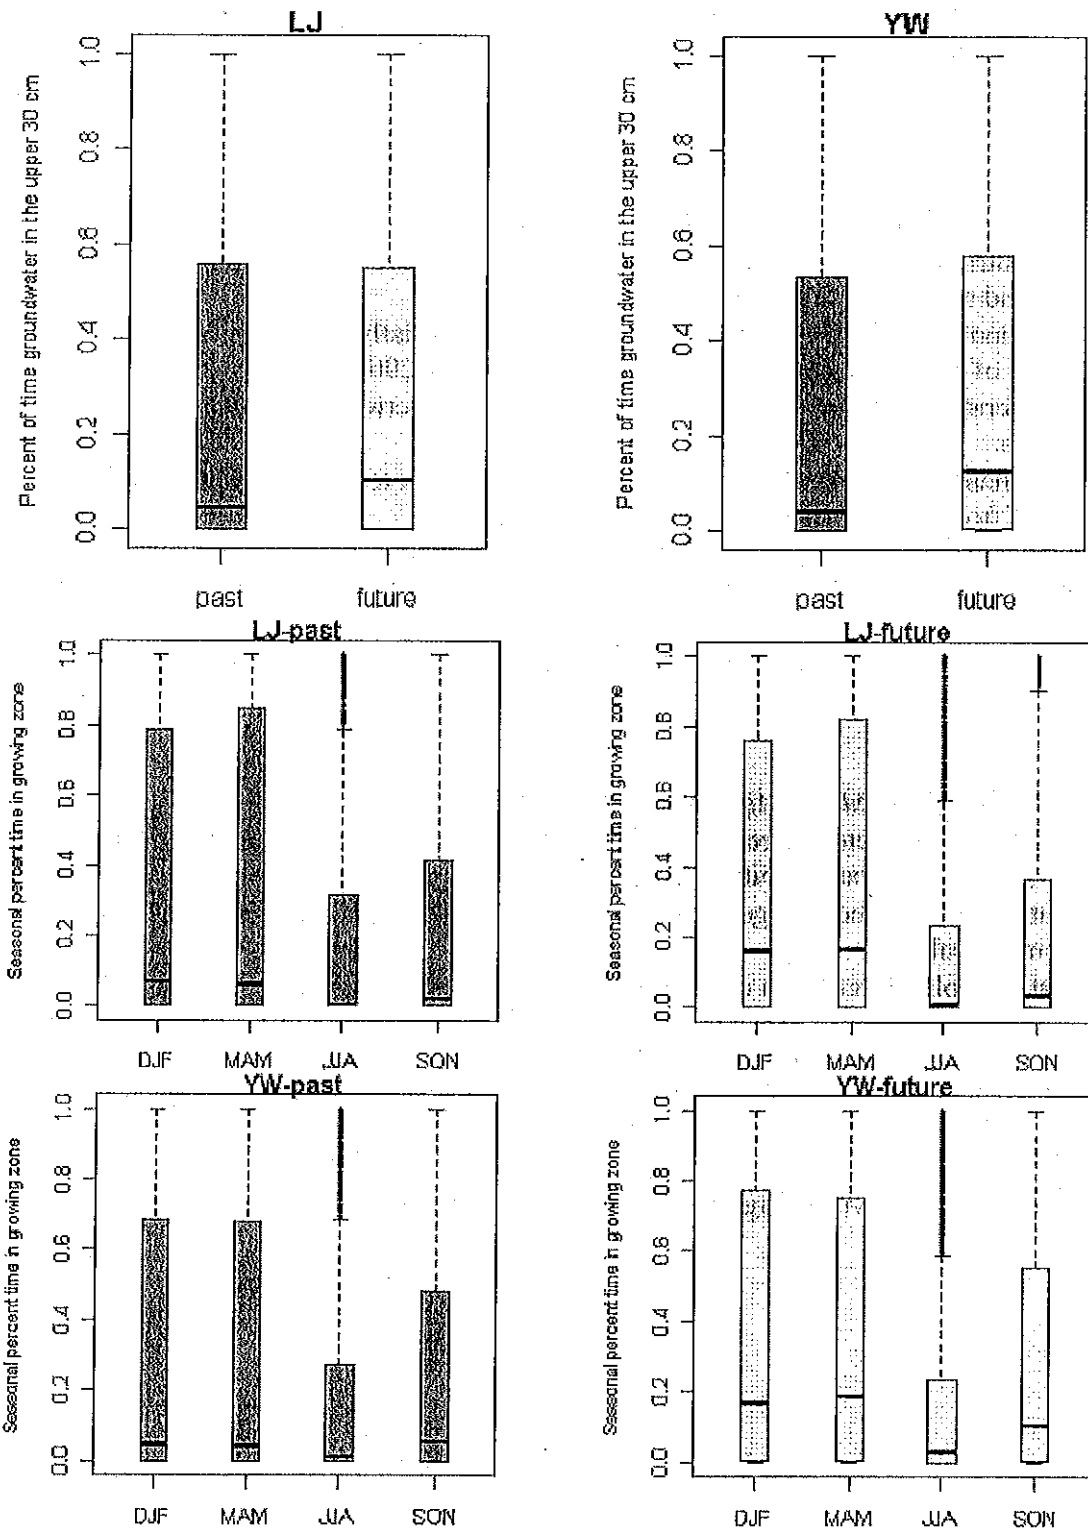 LJ
Percent of time groundwater in the upper 30 cm
1.0
0.8
0.6
0.4
0.2
0.0
past future
YW
Percent of time groundwater in the upper 30 cm
1.0
0.8
0.6
0.4
0.2
0.0
past future
LJ-past
Seasonal percent time in growing zone
1.0
0.8
0.6
0.4
0.2
0.0
DJF MAM JJA SON
LJ-future
Seasonal percent time in growing zone
1.0
0.8
0.6
0.4
0.2
0.0
DJF MAM JJA SON
YW-past
Seasonal percent time in growing zone
1.0
0.8
0.6
0.4
0.2
0.0
DJF MAM JJA SON
YW-future
Seasonal percent time in growing zone
1.0
0.8
0.6
0.4
0.2
0.0
DJF MAM JJA SON